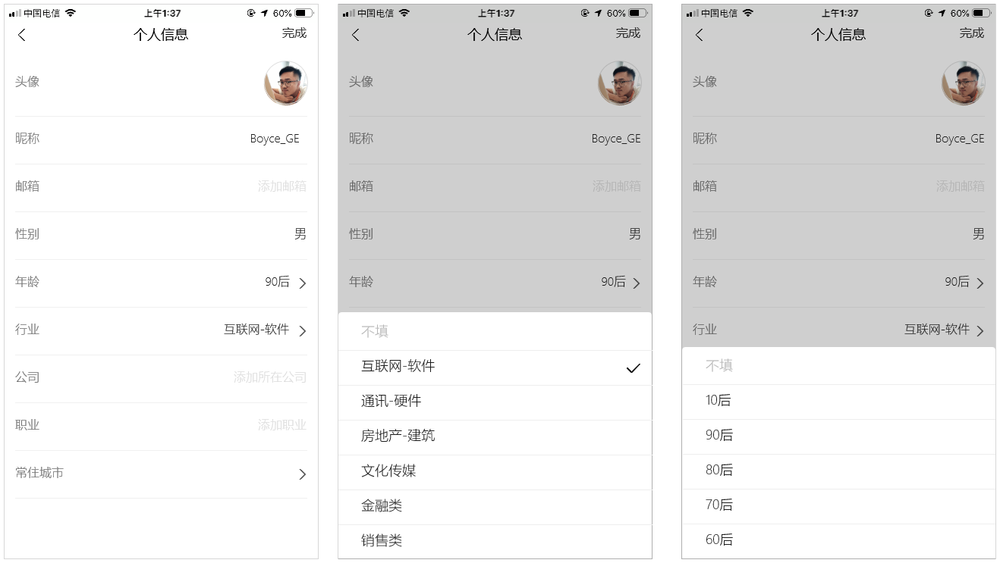 中国电信 上午1:37 60%
个人信息 完成
头像
昵称 Boyce_GE
邮箱 添加邮箱
性别 男
年龄 90后
行业 互联网-软件
公司 添加所在公司
职业 添加职业
常住城市
中国电信 上午1:37 60%
个人信息 完成
头像
昵称 Boyce_GE
邮箱 添加邮箱
性别 男
年龄 90后
不填
互联网-软件
通讯-硬件
房地产-建筑
文化传媒
金融类
销售类
中国电信 上午1:37 60%
个人信息 完成
头像
昵称 Boyce_GE
邮箱 添加邮箱
性别 男
年龄 90后
行业 互联网-软件
不填
10后
90后
80后
70后
60后